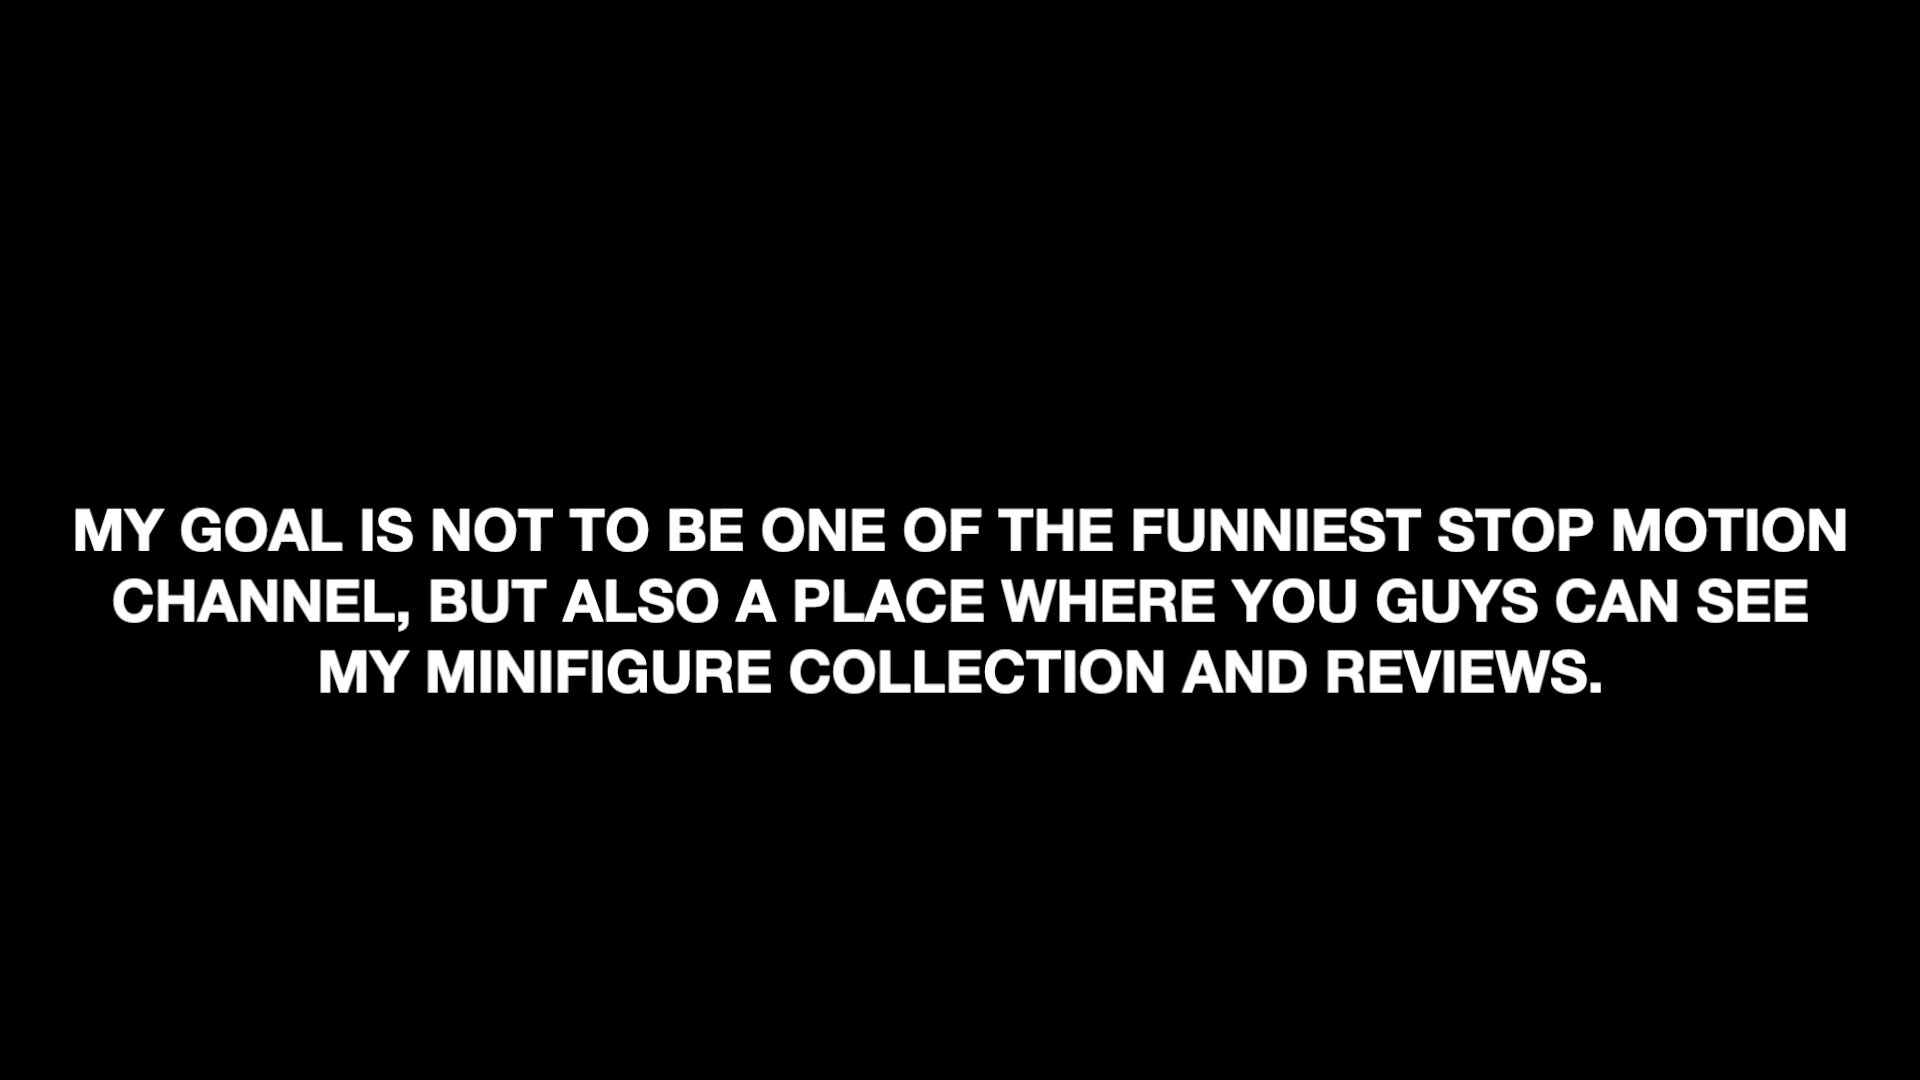 MY GOAL IS NOT TO BE ONE OF THE FUNNIEST STOP MOTION
CHANNEL, BUT ALSO A PLACE WHERE YOU GUYS CAN SEE
MY MINIFIGURE COLLECTION AND REVIEWS.